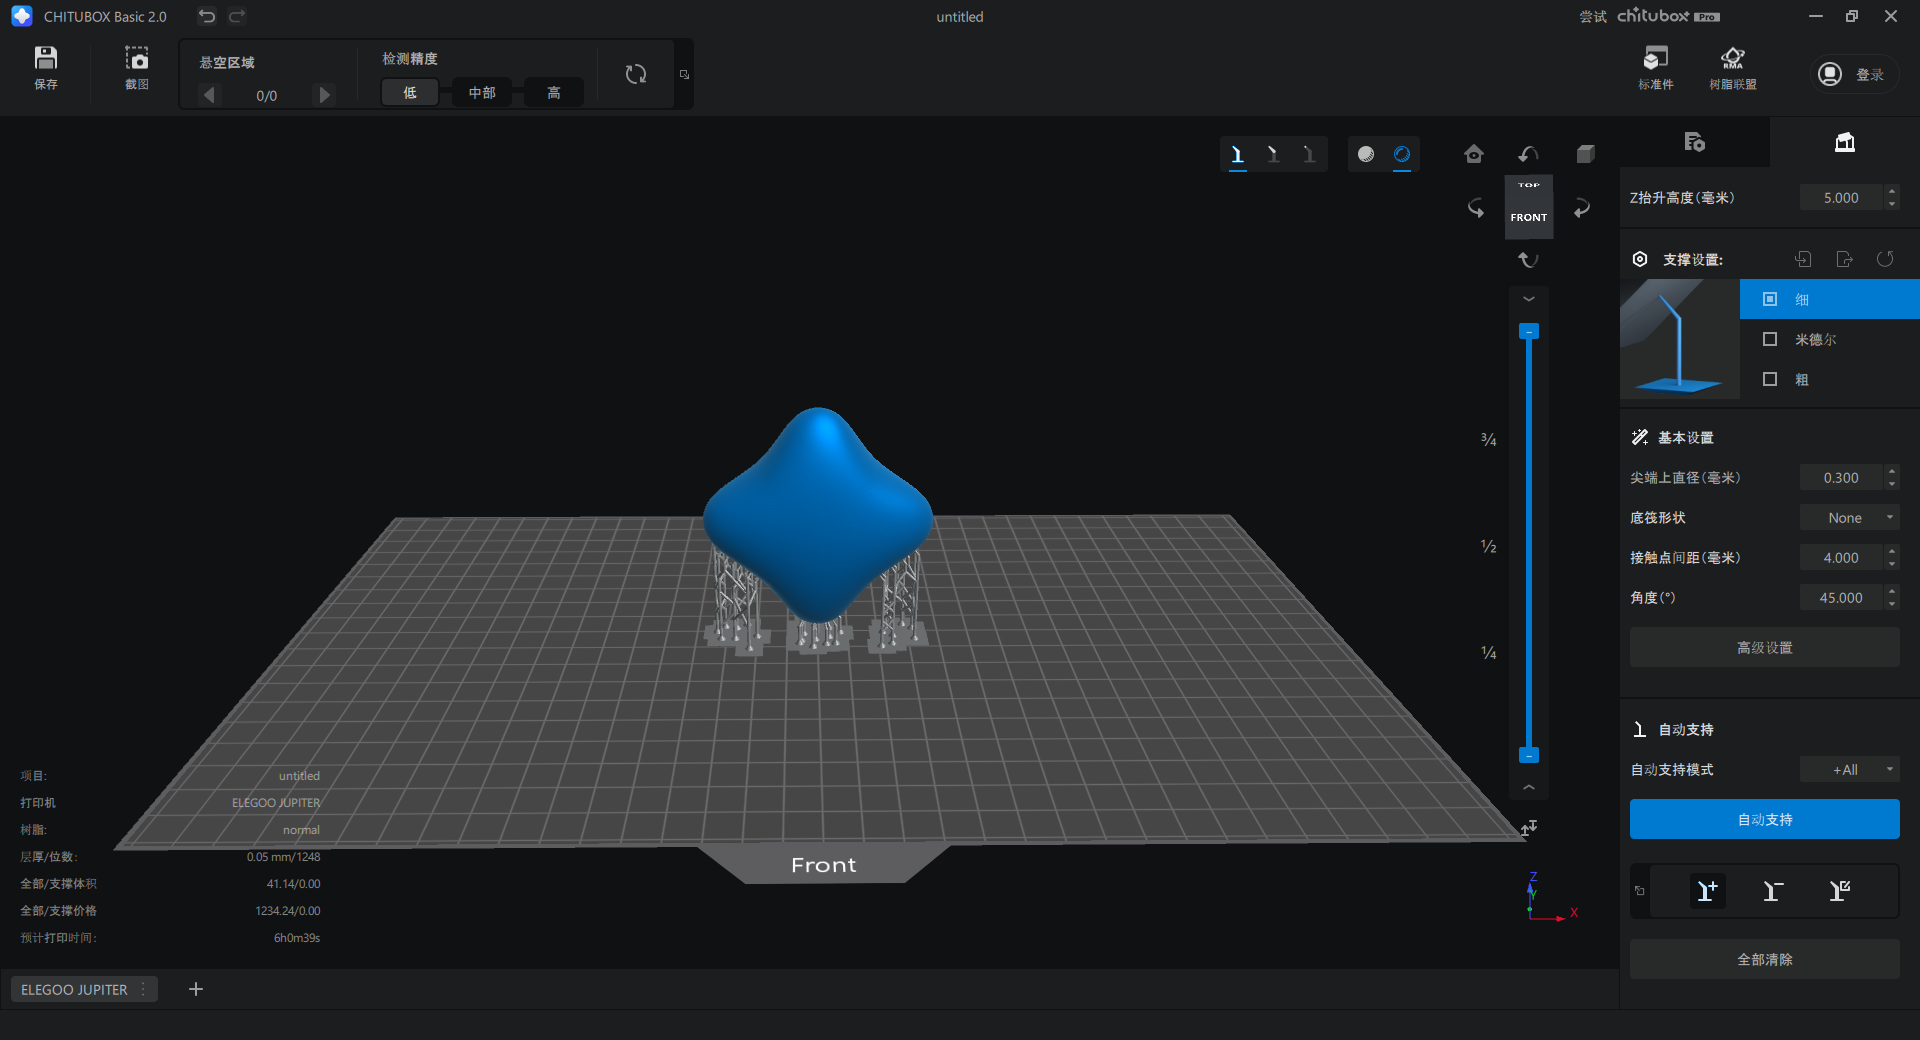 CHITUBOX Basic 2.0
untitled
尝试 chitubox Pro
保存
截图
悬空区域
0/0
检测精度
低
中部
高
标准件
树脂联盟
RMA
登录
TOP
FRONT
Z抬升高度(毫米)
5.000
支撑设置:
细
米德尔
粗
基本设置
尖端上直径(毫米)
0.300
底筏形状
None
接触点间距(毫米)
4.000
角度(°)
45.000
高级设置
自动支持
自动支持模式
+All
自动支持
全部清除
¾
½
¼
Front
Z
Y
X
项目:
untitled
打印机
ELEGOO JUPITER
树脂:
normal
层厚/位数:
0.05 mm/1248
全部/支撑体积
41.14/0.00
全部/支撑价格
1234.24/0.00
预计打印时间:
6h0m39s
ELEGOO JUPITER